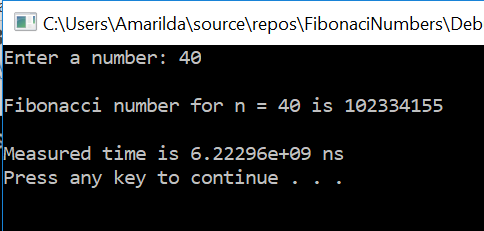 C:\Users\Amarilda\source\repos\FibonaciNumbers\Deb
Enter a number: 40
Fibonacci number for n = 40 is 102334155
Measured time is 6.22296e+09 ns
Press any key to continue . . .